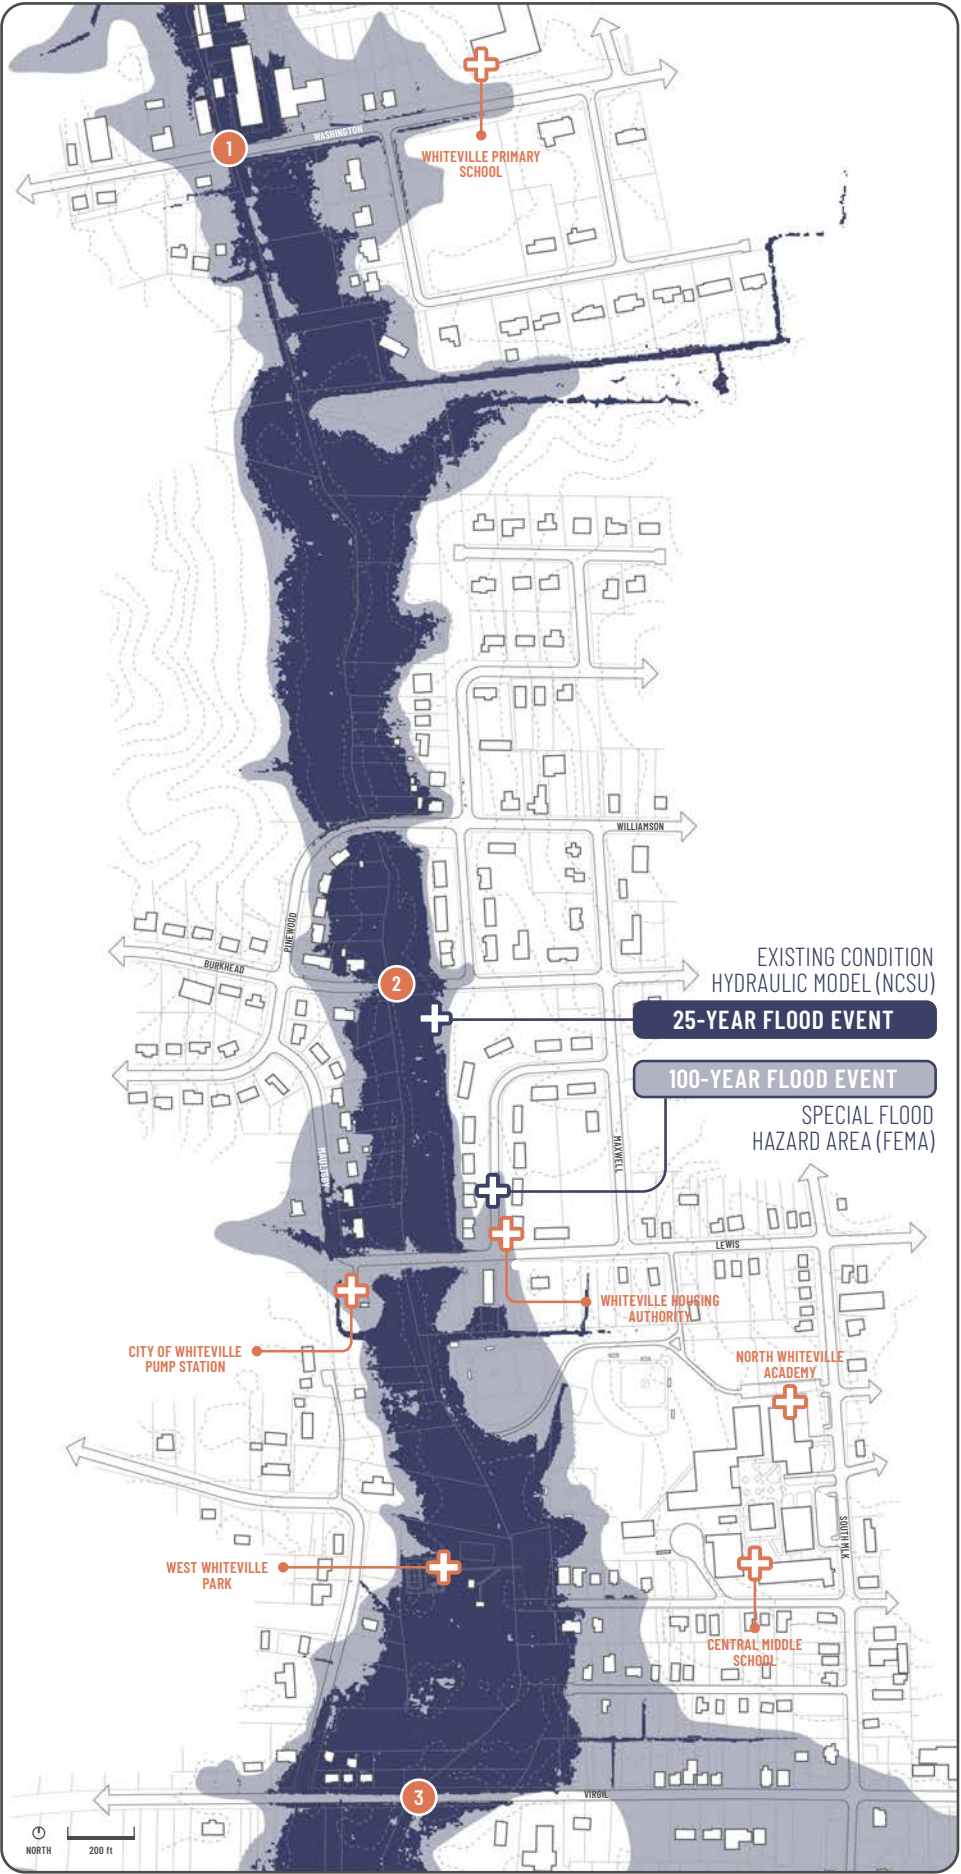 1
WASHINGTON
WHITEVILLE PRIMARY
SCHOOL
WILLIAMSON
PINEWOOD
BURKHEAD
2
EXISTING CONDITION
HYDRAULIC MODEL (NCSU)
25-YEAR FLOOD EVENT
100-YEAR FLOOD EVENT
SPECIAL FLOOD
HAZARD AREA (FEMA)
MAULTSBY
MAXWELL
LEWIS
WHITEVILLE HOUSING
AUTHORITY
CITY OF WHITEVILLE
PUMP STATION
NORTH WHITEVILLE
ACADEMY
SOUTH MLK
WEST WHITEVILLE
PARK
CENTRAL MIDDLE
SCHOOL
3
VIRGIL
NORTH
200 ft